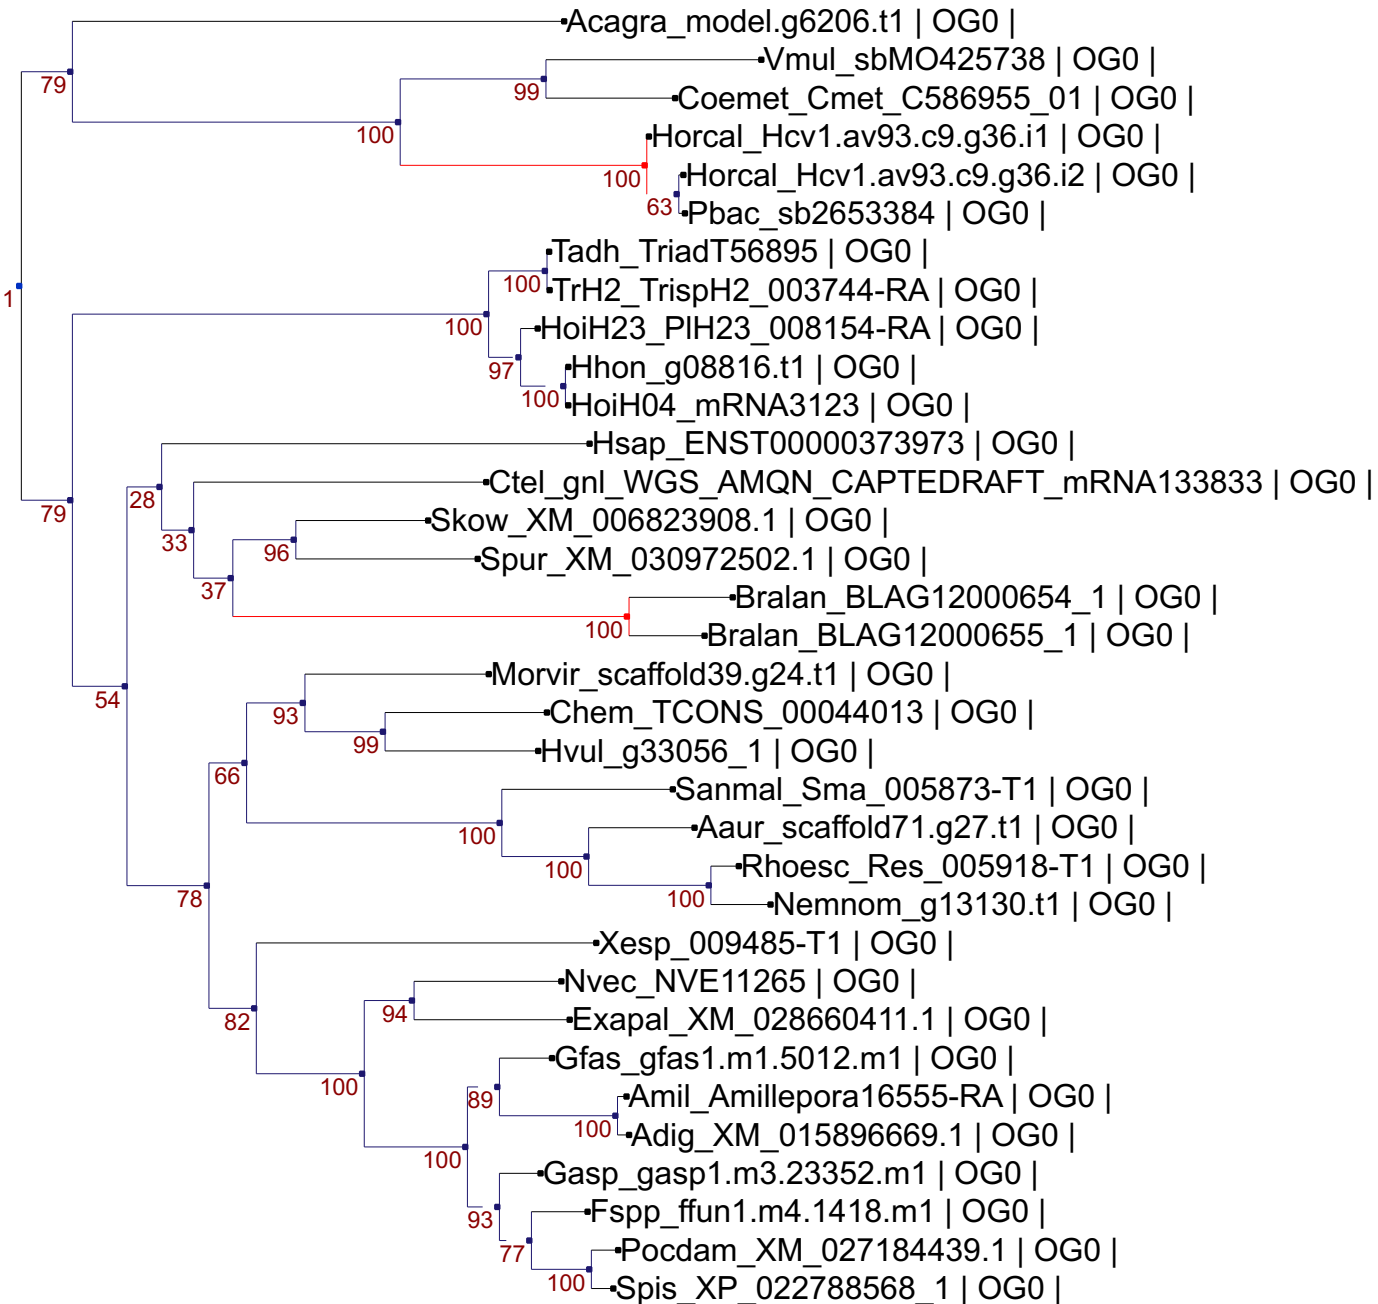 Acagra_model.g6206.t1 | OG0 |
Vmul_sbMO425738 | OG0 |
79
99
Coemet_Cmet_C586955_01 | OG0 |
100
Horcal_Hcv1.av93.c9.g36.i1 | OG0 |
100
Horcal_Hcv1.av93.c9.g36.i2 | OG0 |
63
Pbac_sb2653384 | OG0 |
Tadh_TriadT56895 | OG0 |
100
TrH2_TrispH2_003744-RA | OG0 |
1
100
HoiH23_PlH23_008154-RA | OG0 |
97
Hhon_g08816.t1 | OG0 |
100
HoiH04_mRNA3123 | OG0 |
Hsap_ENST00000373973 | OG0 |
Ctel_gnl_WGS_AMQN_CAPTEDRAFT_mRNA133833 | OG0 |
28
79
Skow_XM_006823908.1 | OG0 |
33
96
Spur_XM_030972502.1 | OG0 |
37
Bralan_BLAG12000654_1 | OG0 |
100
Bralan_BLAG12000655_1 | OG0 |
Morvir_scaffold39.g24.t1 | OG0 |
54
93
Chem_TCONS_00044013 | OG0 |
99
Hvul_g33056_1 | OG0 |
66
Sanmal_Sma_005873-T1 | OG0 |
100
Aaur_scaffold71.g27.t1 | OG0 |
100
Rhoesc_Res_005918-T1 | OG0 |
78
100
Nemnom_g13130.t1 | OG0 |
Xesp_009485-T1 | OG0 |
Nvec_NVE11265 | OG0 |
94
82
Exapal_XM_028660411.1 | OG0 |
Gfas_gfas1.m1.5012.m1 | OG0 |
100
89
Amil_Amillepora16555-RA | OG0 |
100
Adig_XM_015896669.1 | OG0 |
100
Gasp_gasp1.m3.23352.m1 | OG0 |
93
Fspp_ffun1.m4.1418.m1 | OG0 |
77
Pocdam_XM_027184439.1 | OG0 |
100
Spis_XP_022788568_1 | OG0 |